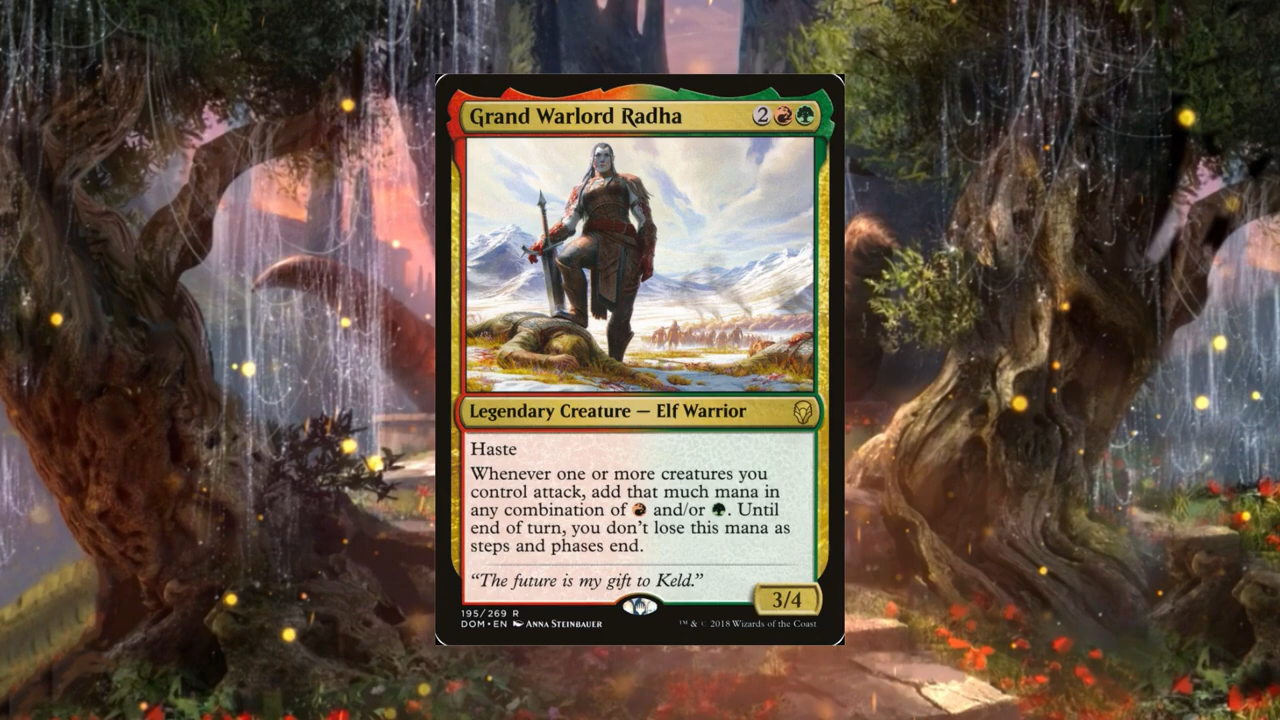 Grand Warlord Radha 2
Legendary Creature — Elf Warrior
Haste
Whenever one or more creatures you
control attack, add that much mana in
any combination of and/or . Until
end of turn, you don't lose this mana as
steps and phases end.
“The future is my gift to Keld.”
3/4
195/269 R
DOM • EN Anna Steinbauer ™ & © 2018 Wizards of the Coast